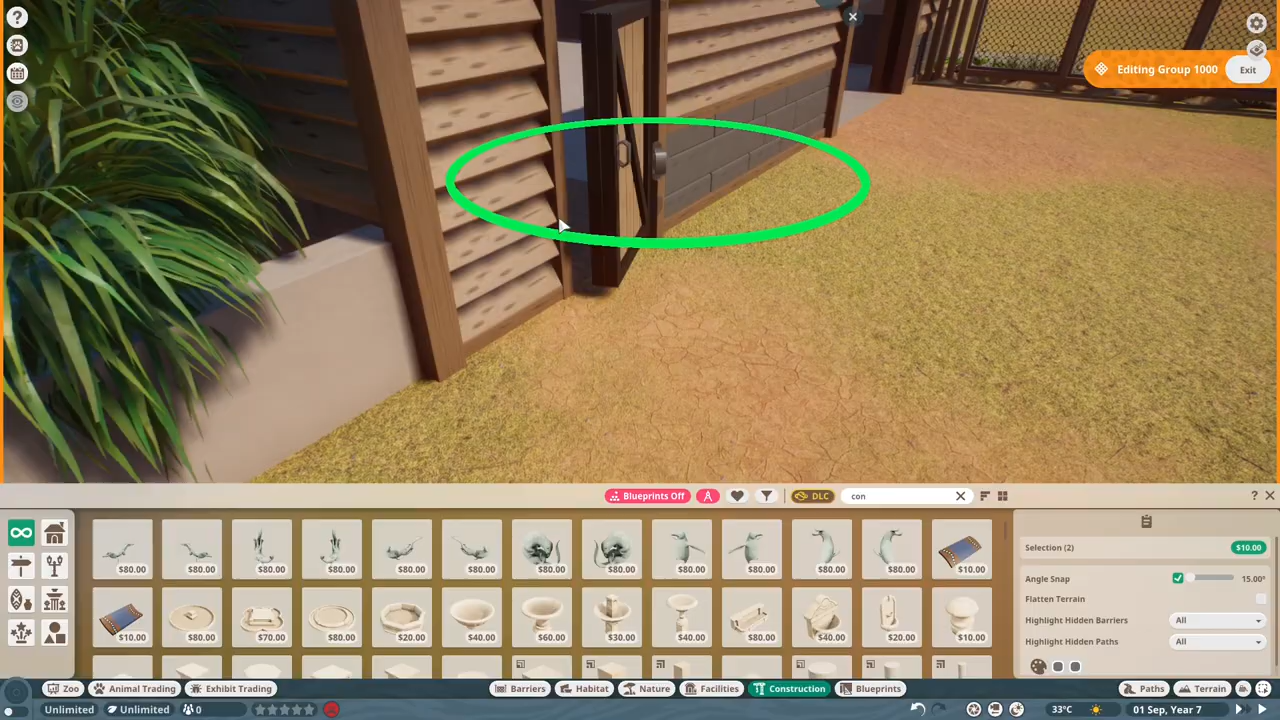 Editing Group 1000
Exit
Blueprints Off
DLC
con
$80.00 $80.00 $80.00 $80.00 $80.00 $80.00 $80.00 $80.00 $80.00 $80.00 $80.00 $80.00 $10.00
$10.00 $80.00 $70.00 $80.00 $20.00 $40.00 $60.00 $30.00 $40.00 $80.00 $40.00 $20.00 $10.00
Selection (2) $10.00
Angle Snap 15.00°
Flatten Terrain
Highlight Hidden Barriers All
Highlight Hidden Paths All
Zoo Animal Trading Exhibit Trading Barriers Habitat Nature Facilities Construction Blueprints Paths Terrain
Unlimited Unlimited 0 33°C 01 Sep, Year 7